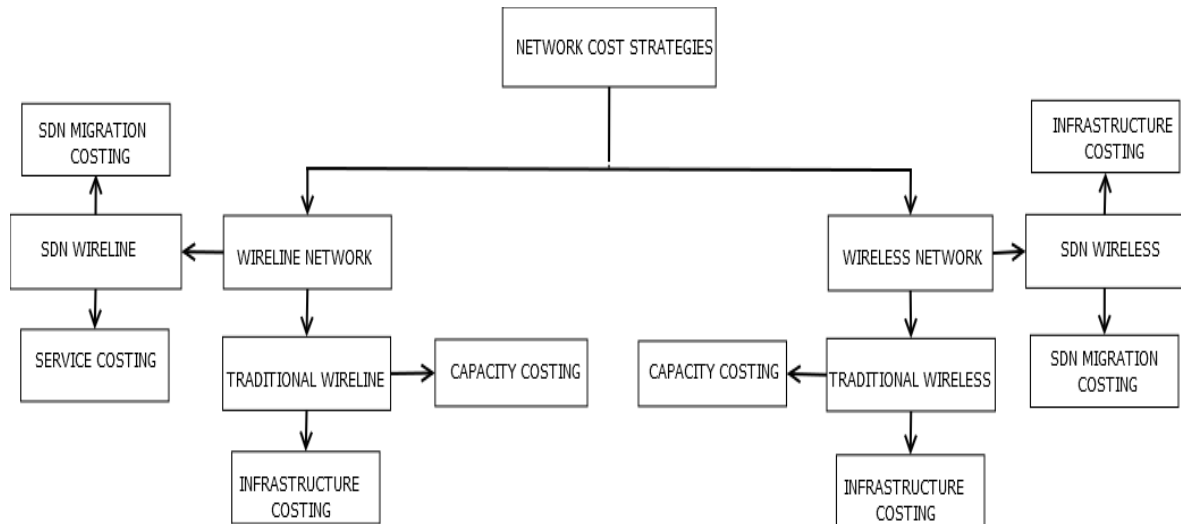 NETWORK COST STRATEGIES
SDN MIGRATION
COSTING
INFRASTRUCTURE
COSTING
SDN WIRELINE
WIRELINE NETWORK
WIRELESS NETWORK
SDN WIRELESS
SERVICE COSTING
TRADITIONAL WIRELINE
CAPACITY COSTING
CAPACITY COSTING
TRADITIONAL WIRELESS
SDN MIGRATION
COSTING
INFRASTRUCTURE
COSTING
INFRASTRUCTURE
COSTING